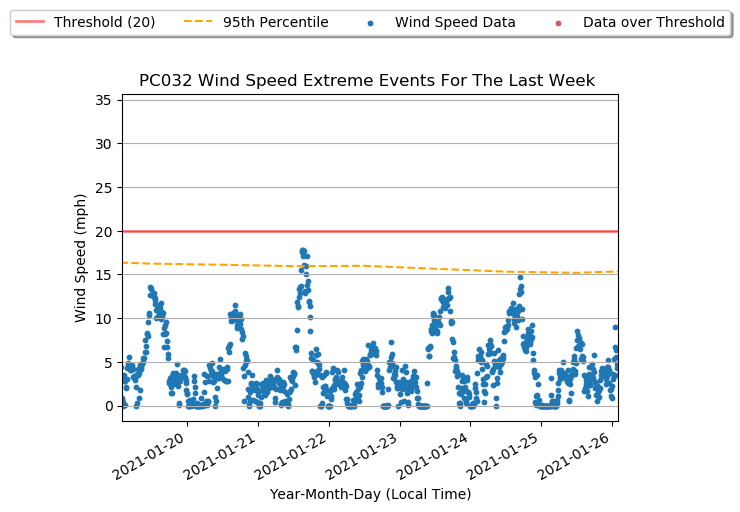 Threshold (20) 95th Percentile Wind Speed Data Data over Threshold
PC032 Wind Speed Extreme Events For The Last Week
35
30
25
20
15
10
5
0
Wind Speed (mph)
2021-01-20 2021-01-21 2021-01-22 2021-01-23 2021-01-24 2021-01-25 2021-01-26
Year-Month-Day (Local Time)